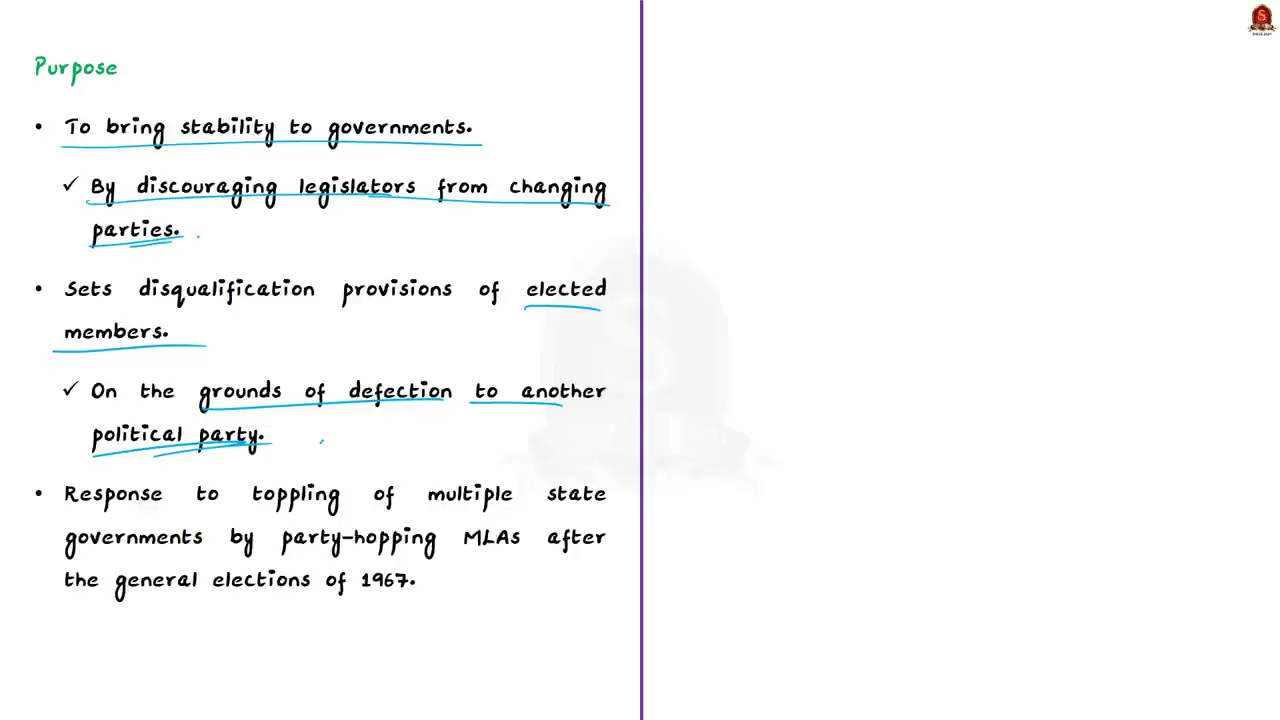 Purpose
• To bring stability to governments.
✓ By discouraging legislators from changing
parties.
• Sets disqualification provisions of elected
members.
✓ On the grounds of defection to another
political party.
• Response to toppling of multiple state
governments by party-hopping MLAs after
the general elections of 1967.